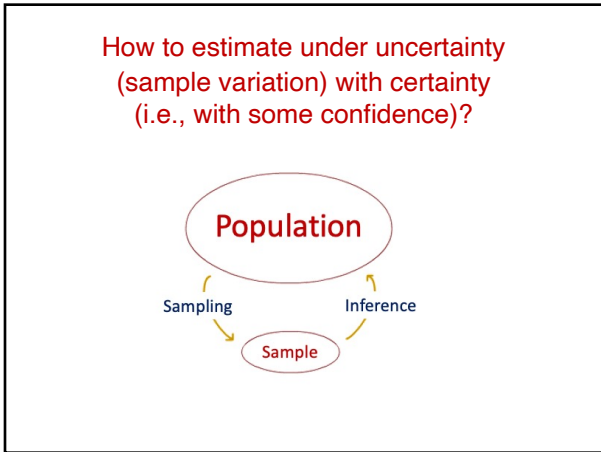 How to estimate under uncertainty
(sample variation) with certainty
(i.e., with some confidence)?
Population
Sampling
Inference
Sample